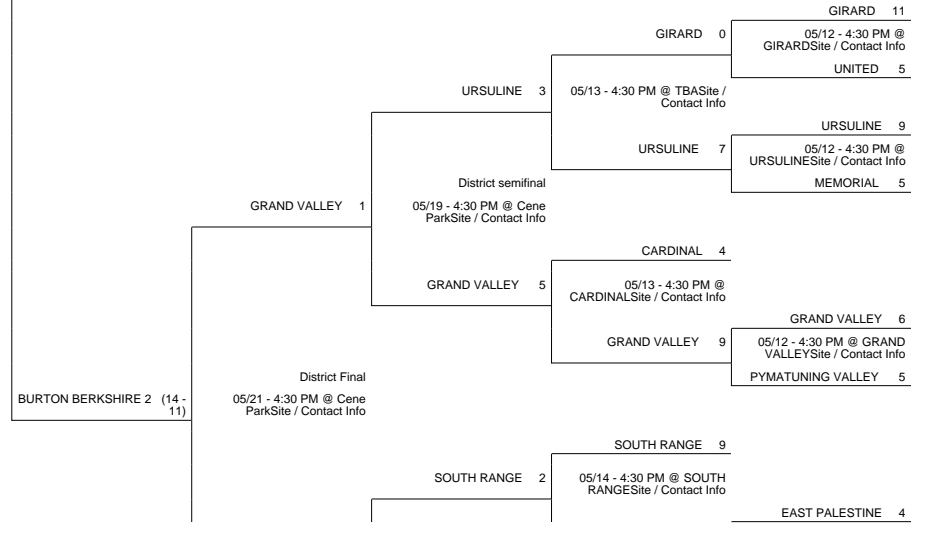 GIRARD 11
GIRARD 0
05/12 - 4:30 PM @
GIRARDSite / Contact Info
UNITED 5
URSULINE 3
05/13 - 4:30 PM @ TBASite /
Contact Info
URSULINE 9
URSULINE 7
05/12 - 4:30 PM @
URSULINESite / Contact Info
MEMORIAL 5
District semifinal
GRAND VALLEY 1
05/19 - 4:30 PM @ Cene
ParkSite / Contact Info
CARDINAL 4
GRAND VALLEY 5
05/13 - 4:30 PM @
CARDINALSite / Contact Info
GRAND VALLEY 6
GRAND VALLEY 9
05/12 - 4:30 PM @ GRAND
VALLEYSite / Contact Info
PYMATUNING VALLEY 5
District Final
BURTON BERKSHIRE 2 (14 -
11)
05/21 - 4:30 PM @ Cene
ParkSite / Contact Info
SOUTH RANGE 9
SOUTH RANGE 2
05/14 - 4:30 PM @ SOUTH
RANGESite / Contact Info
EAST PALESTINE 4